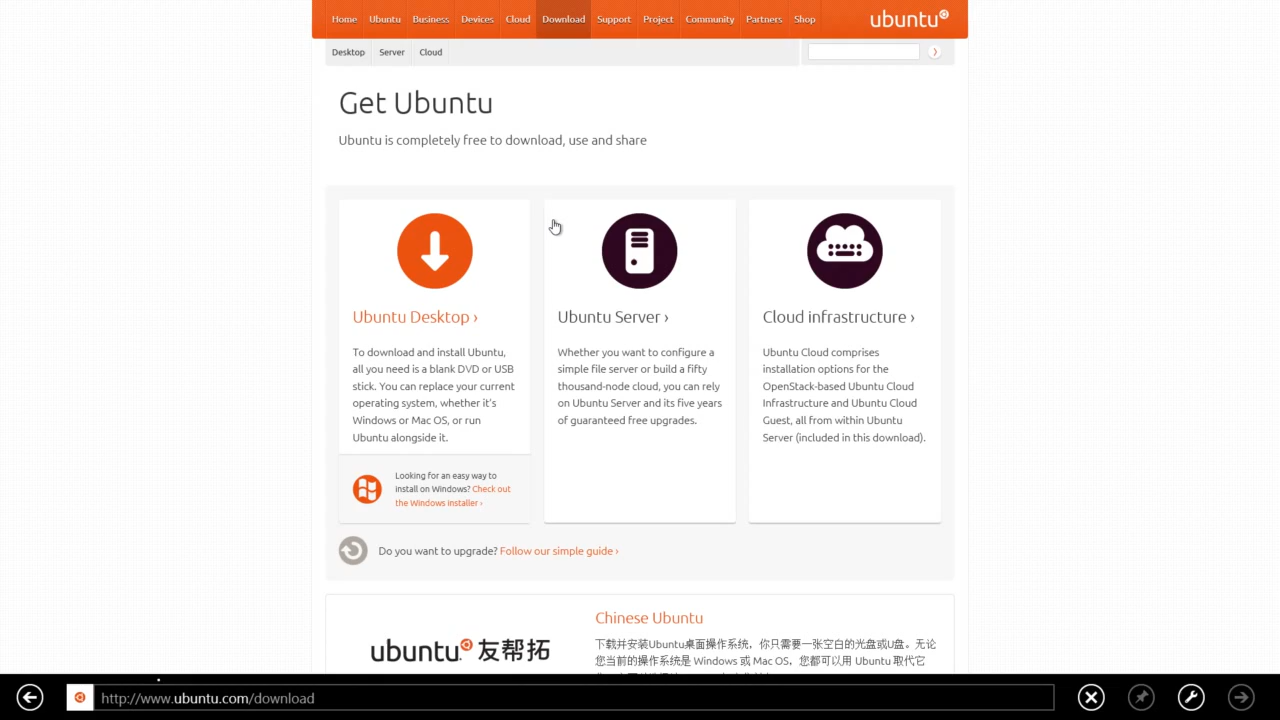 Home Ubuntu Business Devices Cloud Download Support Project Community Partners Shop
ubuntu
Desktop Server Cloud
Get Ubuntu
Ubuntu is completely free to download, use and share
Ubuntu Desktop ›
To download and install Ubuntu,
all you need is a blank DVD or USB
stick. You can replace your current
operating system, whether it's
Windows or Mac OS, or run
Ubuntu alongside it.
Looking for an easy way to
install on Windows? Check out
the Windows installer ›
Ubuntu Server ›
Whether you want to configure a
simple file server or build a fifty
thousand-node cloud, you can rely
on Ubuntu Server and its five years
of guaranteed free upgrades.
Cloud infrastructure ›
Ubuntu Cloud comprises
installation options for the
OpenStack-based Ubuntu Cloud
Infrastructure and Ubuntu Cloud
Guest, all from within Ubuntu
Server (included in this download).
Do you want to upgrade? Follow our simple guide ›
ubuntu 友帮拓
Chinese Ubuntu
下载并安装Ubuntu桌面操作系统，你只需要一张空白的光盘或U盘。无论
您当前的操作系统是 Windows 或 Mac OS，您都可以用 Ubuntu 取代它
http://www.ubuntu.com/download